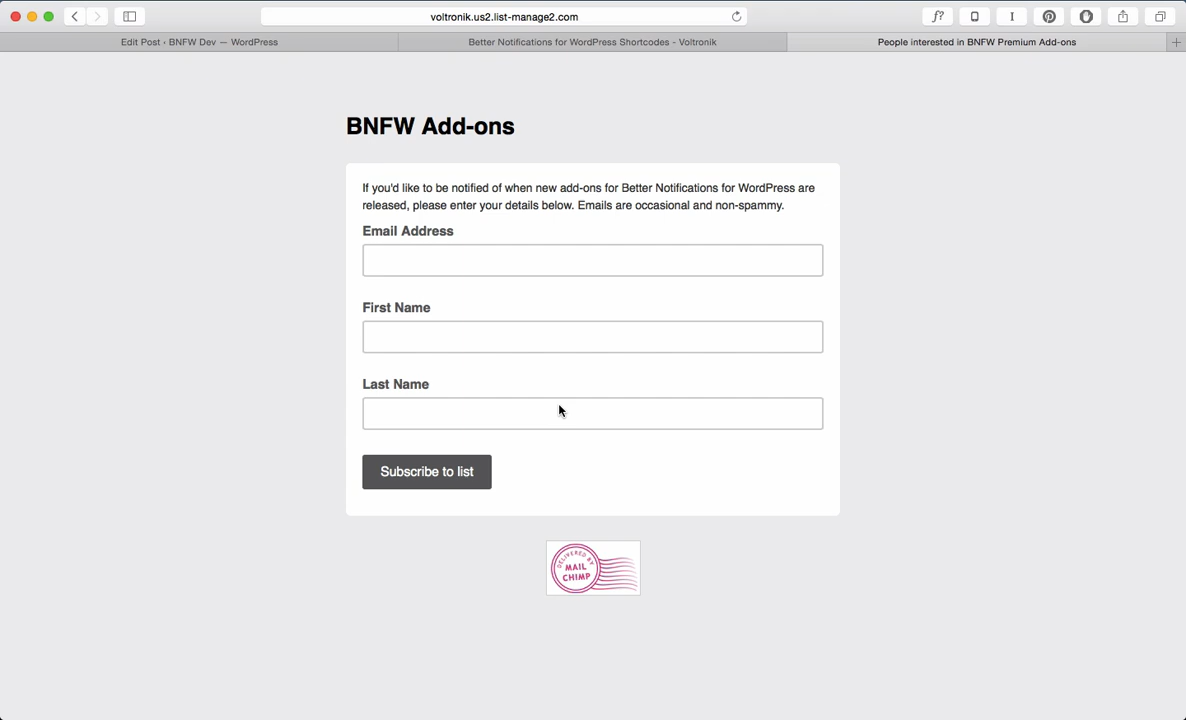 voltronik.us2.list-manage2.com
f?
I
Edit Post ‹ BNFW Dev — WordPress
Better Notifications for WordPress Shortcodes - Voltronik
People interested in BNFW Premium Add-ons
+
BNFW Add-ons
If you'd like to be notified of when new add-ons for Better Notifications for WordPress are
released, please enter your details below. Emails are occasional and non-spammy.
Email Address
First Name
Last Name
Subscribe to list
DELIVERED BY
MAIL
CHIMP